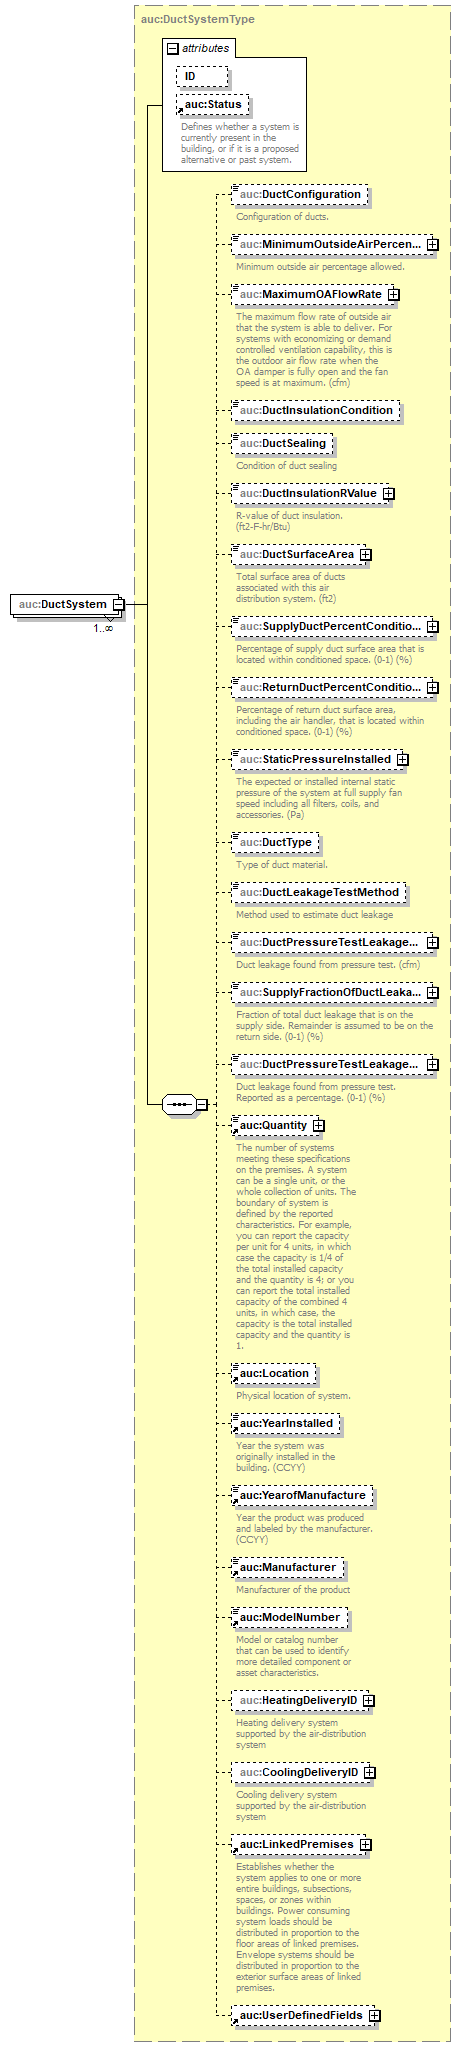 auc:DuctSystemType
attributes
ID
auc:Status
Defines whether a system is
currently present in the
building, or if it is a proposed
alternative or past system.
auc:DuctConfiguration
Configuration of ducts.
auc:MinimumOutsideAirPercen...
Minimum outside air percentage allowed.
auc:MaximumOAFlowRate
The maximum flow rate of outside air
that the system is able to deliver. For
systems with economizing or demand
controlled ventilation capability, this is
the outdoor air flow rate when the
OA damper is fully open and the fan
speed is at maximum. (cfm)
auc:DuctInsulationCondition
auc:DuctSealing
Condition of duct sealing
auc:DuctInsulationRValue
R-value of duct insulation.
(ft2-F-hr/Btu)
auc:DuctSurfaceArea
Total surface area of ducts
associated with this air
distribution system. (ft2)
auc:DuctSystem
1..∞
auc:SupplyDuctPercentConditio...
Percentage of supply duct surface area that is
located within conditioned space. (0-1) (%)
auc:ReturnDuctPercentConditio...
Percentage of return duct surface area,
including the air handler, that is located within
conditioned space. (0-1) (%)
auc:StaticPressureInstalled
The expected or installed internal static
pressure of the system at full supply fan
speed including all filters, coils, and
accessories. (Pa)
auc:DuctType
Type of duct material.
auc:DuctLeakageTestMethod
Method used to estimate duct leakage
auc:DuctPressureTestLeakage...
Duct leakage found from pressure test. (cfm)
auc:SupplyFractionOfDuctLeaka...
Fraction of total duct leakage that is on the
supply side. Remainder is assumed to be on the
return side. (0-1) (%)
auc:DuctPressureTestLeakage...
Duct leakage found from pressure test.
Reported as a percentage. (0-1) (%)
auc:Quantity
The number of systems
meeting these specifications
on the premises. A system
can be a single unit, or the
whole collection of units. The
boundary of system is
defined by the reported
characteristics. For example,
you can report the capacity
per unit for 4 units, in which
case the capacity is 1/4 of
the total installed capacity
and the quantity is 4; or you
can report the total installed
capacity of the combined 4
units, in which case, the
capacity is the total installed
capacity and the quantity is
1.
auc:Location
Physical location of system.
auc:YearInstalled
Year the system was
originally installed in the
building. (CCYY)
auc:YearofManufacture
Year the product was produced
and labeled by the manufacturer.
(CCYY)
auc:Manufacturer
Manufacturer of the product
auc:ModelNumber
Model or catalog number
that can be used to identify
more detailed component or
asset characteristics.
auc:HeatingDeliveryID
Heating delivery system
supported by the air-distribution
system
auc:CoolingDeliveryID
Cooling delivery system
supported by the air-distribution
system
auc:LinkedPremises
Establishes whether the
system applies to one or more
entire buildings, subsections,
spaces, or zones within
buildings. Power consuming
system loads should be
distributed in proportion to the
floor areas of linked premises.
Envelope systems should be
distributed in proportion to the
exterior surface areas of linked
premises.
auc:UserDefinedFields